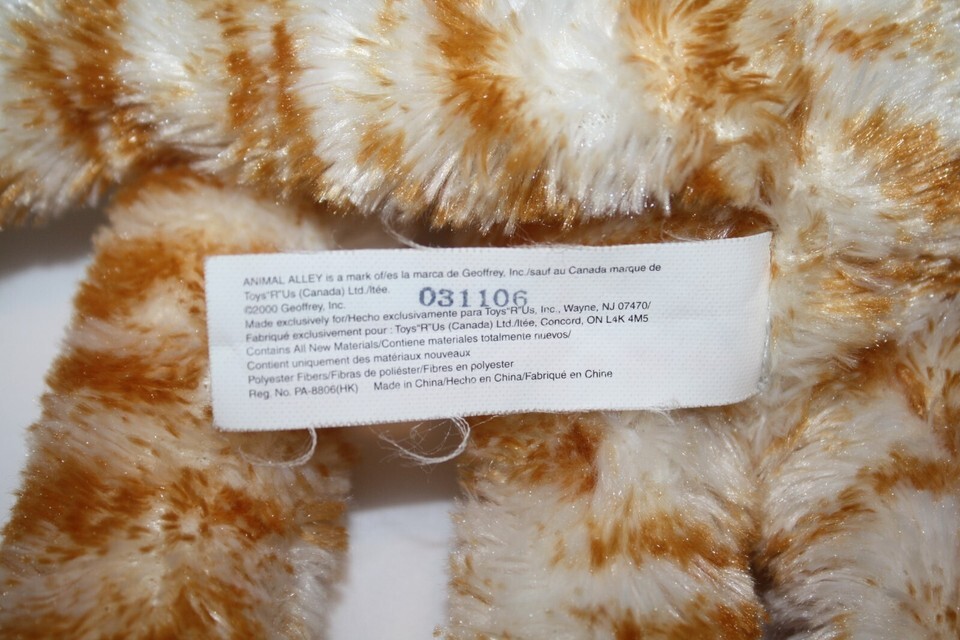 ANIMAL ALLEY is a mark of/es la marca de Geoffrey, Inc./sauf au Canada marque de
Toys"R"Us (Canada) Ltd./ltée.
©2000 Geoffrey, Inc.
031106
Made exclusively for/Hecho exclusivamente para Toys"R"Us, Inc., Wayne, NJ 07470/
Fabriqué exclusivement pour : Toys"R"Us (Canada) Ltd./ltée, Concord, ON L4K 4M5
Contains All New Materials/Contiene materiales totalmente nuevos/
Contient uniquement des matériaux nouveaux
Polyester Fibers/Fibras de poliéster/Fibres en polyester
Reg. No. PA-8806(HK) Made in China/Hecho en China/Fabriqué en Chine